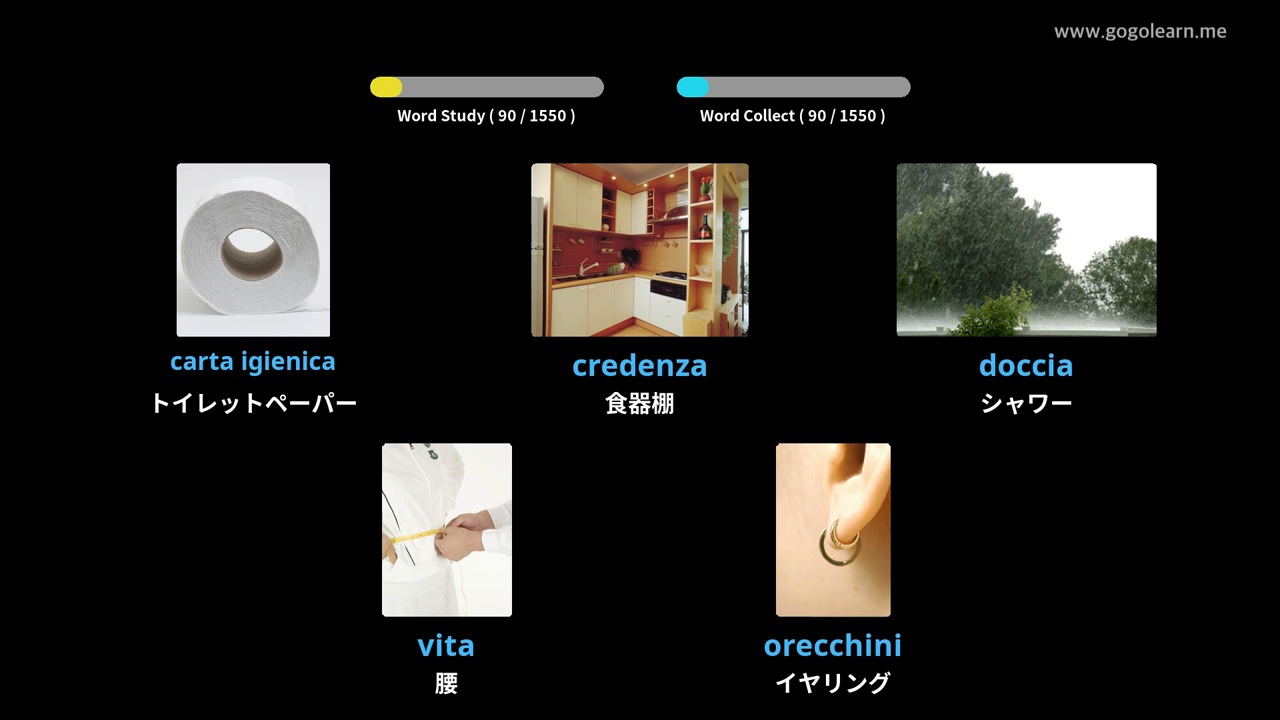 www.gogolearn.me
Word Study ( 90 / 1550 )
Word Collect ( 90 / 1550 )
carta igienica
トイレットペーパー
credenza
食器棚
doccia
シャワー
vita
腰
orecchini
イヤリング